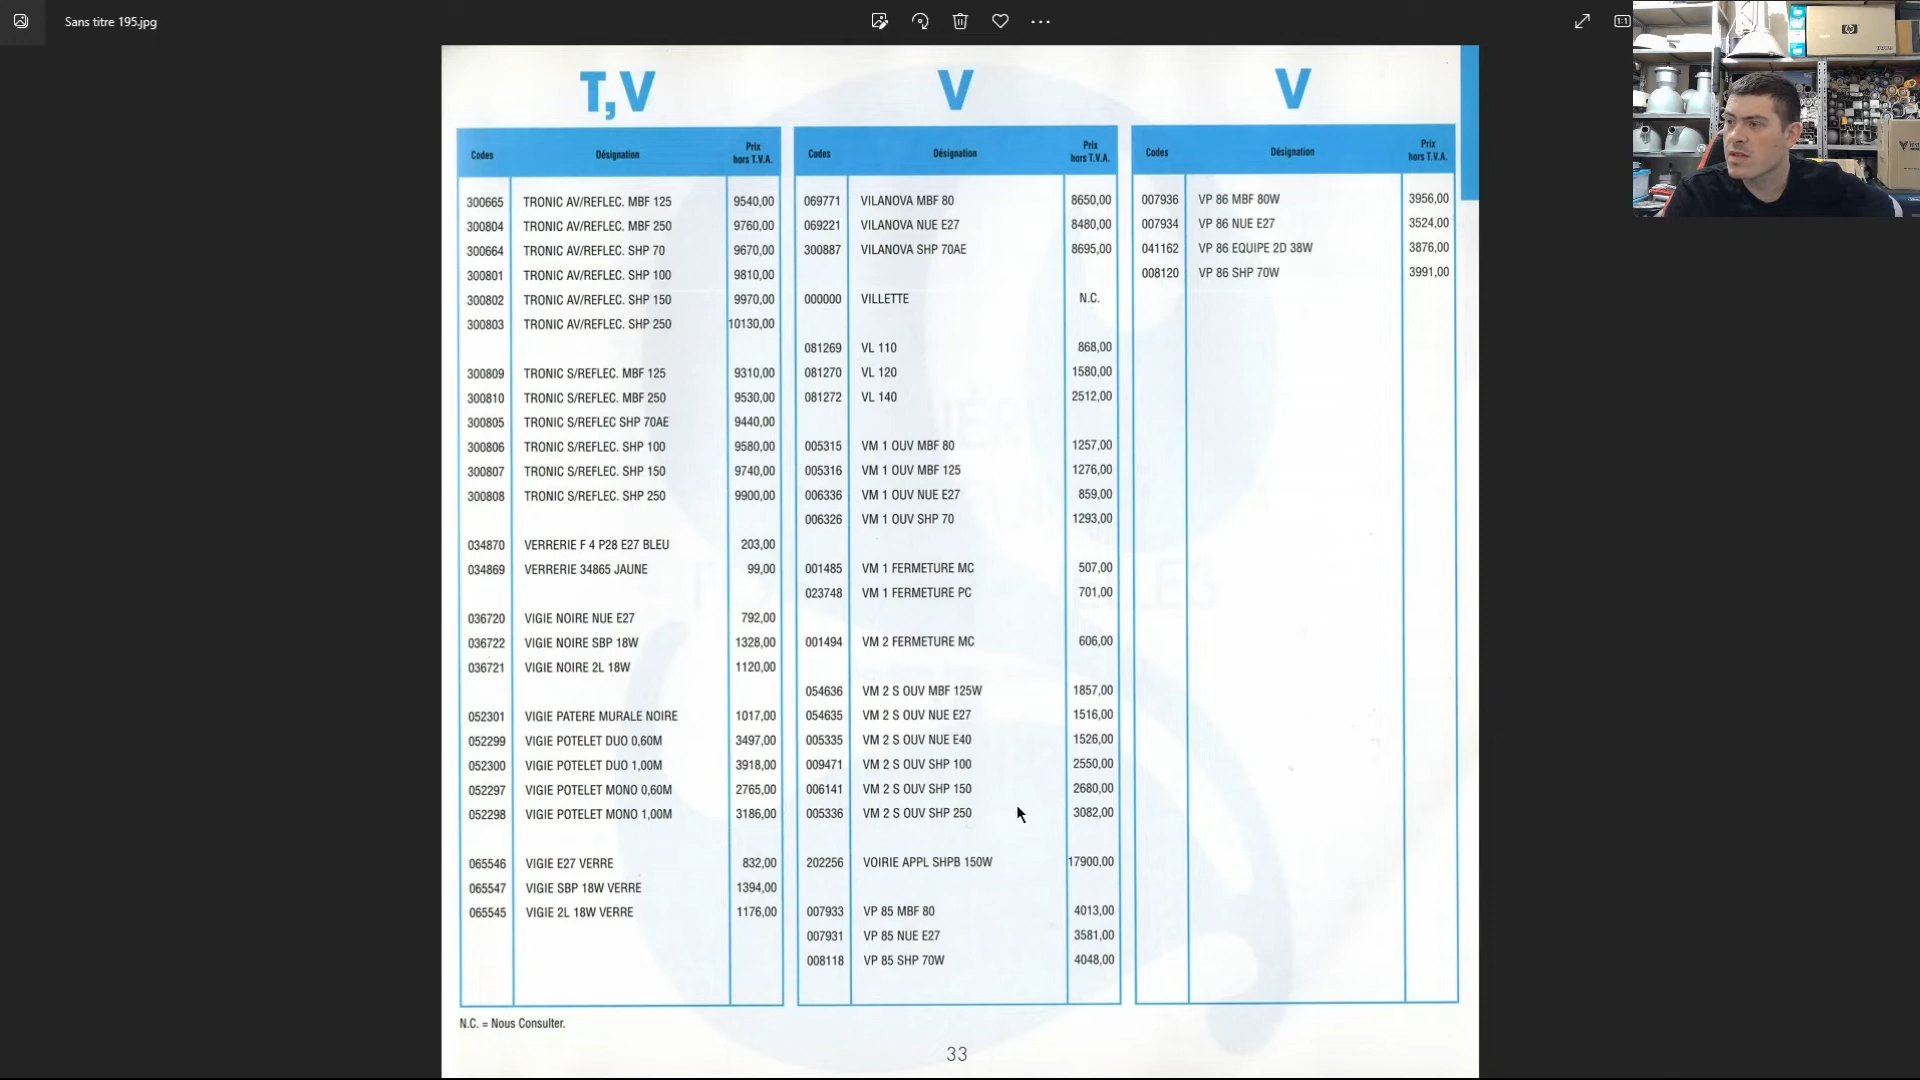 Sans titre 195.jpg
T,V
Codes Désignation Prix hors T.V.A.
300665 TRONIC AV/REFLEC. MBF 125 9540,00
300804 TRONIC AV/REFLEC. MBF 250 9760,00
300664 TRONIC AV/REFLEC. SHP 70 9670,00
300801 TRONIC AV/REFLEC. SHP 100 9810,00
300802 TRONIC AV/REFLEC. SHP 150 9970,00
300803 TRONIC AV/REFLEC. SHP 250 10130,00
300809 TRONIC S/REFLEC. MBF 125 9310,00
300810 TRONIC S/REFLEC. MBF 250 9530,00
300805 TRONIC S/REFLEC SHP 70AE 9440,00
300806 TRONIC S/REFLEC. SHP 100 9580,00
300807 TRONIC S/REFLEC. SHP 150 9740,00
300808 TRONIC S/REFLEC. SHP 250 9900,00
034870 VERRERIE F 4 P28 E27 BLEU 203,00
034869 VERRERIE 34865 JAUNE 99,00
036720 VIGIE NOIRE NUE E27 792,00
036722 VIGIE NOIRE SBP 18W 1328,00
036721 VIGIE NOIRE 2L 18W 1120,00
052301 VIGIE PATERE MURALE NOIRE 1017,00
052299 VIGIE POTELET DUO 0,60M 3497,00
052300 VIGIE POTELET DUO 1,00M 3918,00
052297 VIGIE POTELET MONO 0,60M 2765,00
052298 VIGIE POTELET MONO 1,00M 3186,00
065546 VIGIE E27 VERRE 832,00
065547 VIGIE SBP 18W VERRE 1394,00
065545 VIGIE 2L 18W VERRE 1176,00
V
Codes Désignation Prix hors T.V.A.
069771 VILANOVA MBF 80 8650,00
069221 VILANOVA NUE E27 8480,00
300887 VILANOVA SHP 70AE 8695,00
000000 VILLETTE N.C.
081269 VL 110 868,00
081270 VL 120 1580,00
081272 VL 140 2512,00
005315 VM 1 OUV MBF 80 1257,00
005316 VM 1 OUV MBF 125 1276,00
006336 VM 1 OUV NUE E27 859,00
006326 VM 1 OUV SHP 70 1293,00
001485 VM 1 FERMETURE MC 507,00
023748 VM 1 FERMETURE PC 701,00
001494 VM 2 FERMETURE MC 606,00
054636 VM 2 S OUV MBF 125W 1857,00
054635 VM 2 S OUV NUE E27 1516,00
005335 VM 2 S OUV NUE E40 1526,00
009471 VM 2 S OUV SHP 100 2550,00
006141 VM 2 S OUV SHP 150 2680,00
005336 VM 2 S OUV SHP 250 3082,00
202256 VOIRIE APPL SHPB 150W 17900,00
007933 VP 85 MBF 80 4013,00
007931 VP 85 NUE E27 3581,00
008118 VP 85 SHP 70W 4048,00
V
Codes Désignation Prix hors T.V.A.
007936 VP 86 MBF 80W 3956,00
007934 VP 86 NUE E27 3524,00
041162 VP 86 EQUIPE 2D 38W 3876,00
008120 VP 86 SHP 70W 3991,00
N.C. = Nous Consulter.
33